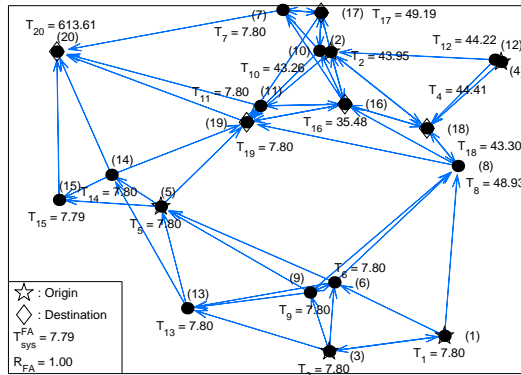 (7)
(17)
T17 = 49.19
T20 = 613.61
(20)
T7 = 7.80
(10)
(2)
T12 = 44.22
(12)
T2 = 43.95
(4)
T10 = 43.26
T4 = 44.41
T11 = 7.80
(11)
(16)
(19)
T16 = 35.48
(18)
T18 = 43.30
T19 = 7.80
(14)
(8)
T8 = 48.93
(15)
T14 = 7.80
(5)
T15 = 7.79
T5 = 7.80
T6 = 7.80
(9)
(6)
(13)
T9 = 7.80
T13 = 7.80
(1)
(3)
T1 = 7.80
= 7.80
: Origin
: Destination
TsysFA = 7.79
RFA = 1.00